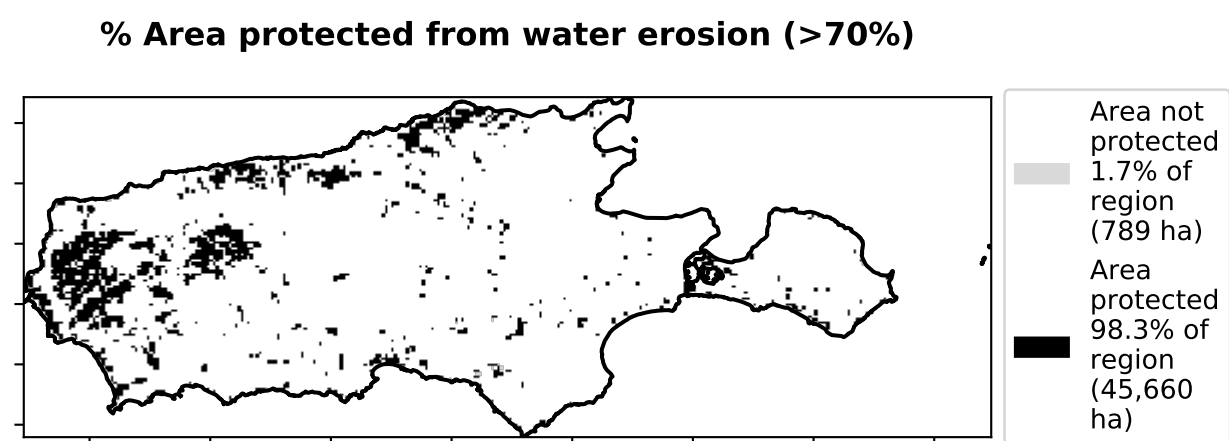 % Area protected from water erosion (>70%)
Area not
protected
1.7% of
region
(789 ha)
Area
protected
98.3% of
region
(45,660
ha)